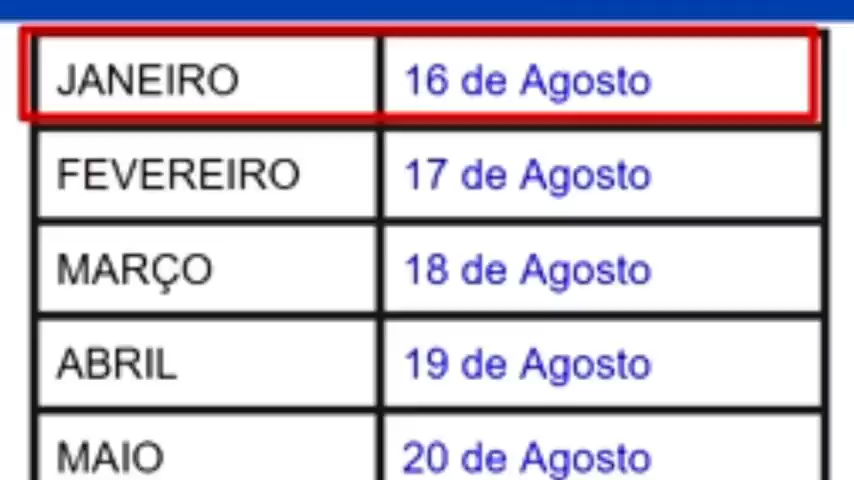 JANEIRO 16 de Agosto
FEVEREIRO 17 de Agosto
MARÇO 18 de Agosto
ABRIL 19 de Agosto
MAIO 20 de Agosto